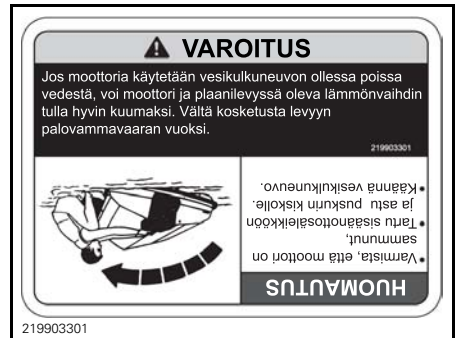 VAROITUS
Jos moottoria käytetään vesikulkuneuvon ollessa poissa
vedestä, voi moottori ja plaanilevyssä oleva lämmönvaihdin
tulla hyvin kuumaksi. Vältä kosketusta levyyn
palovammavaaran vuoksi.
219903301
HUOMAUTUS
• Varmista, että moottori on
sammunut,
• Tartu sisäänottosäleikköön
ja astu puskurin kiskolle.
• Käännä vesikulkuneuvo.
219903301